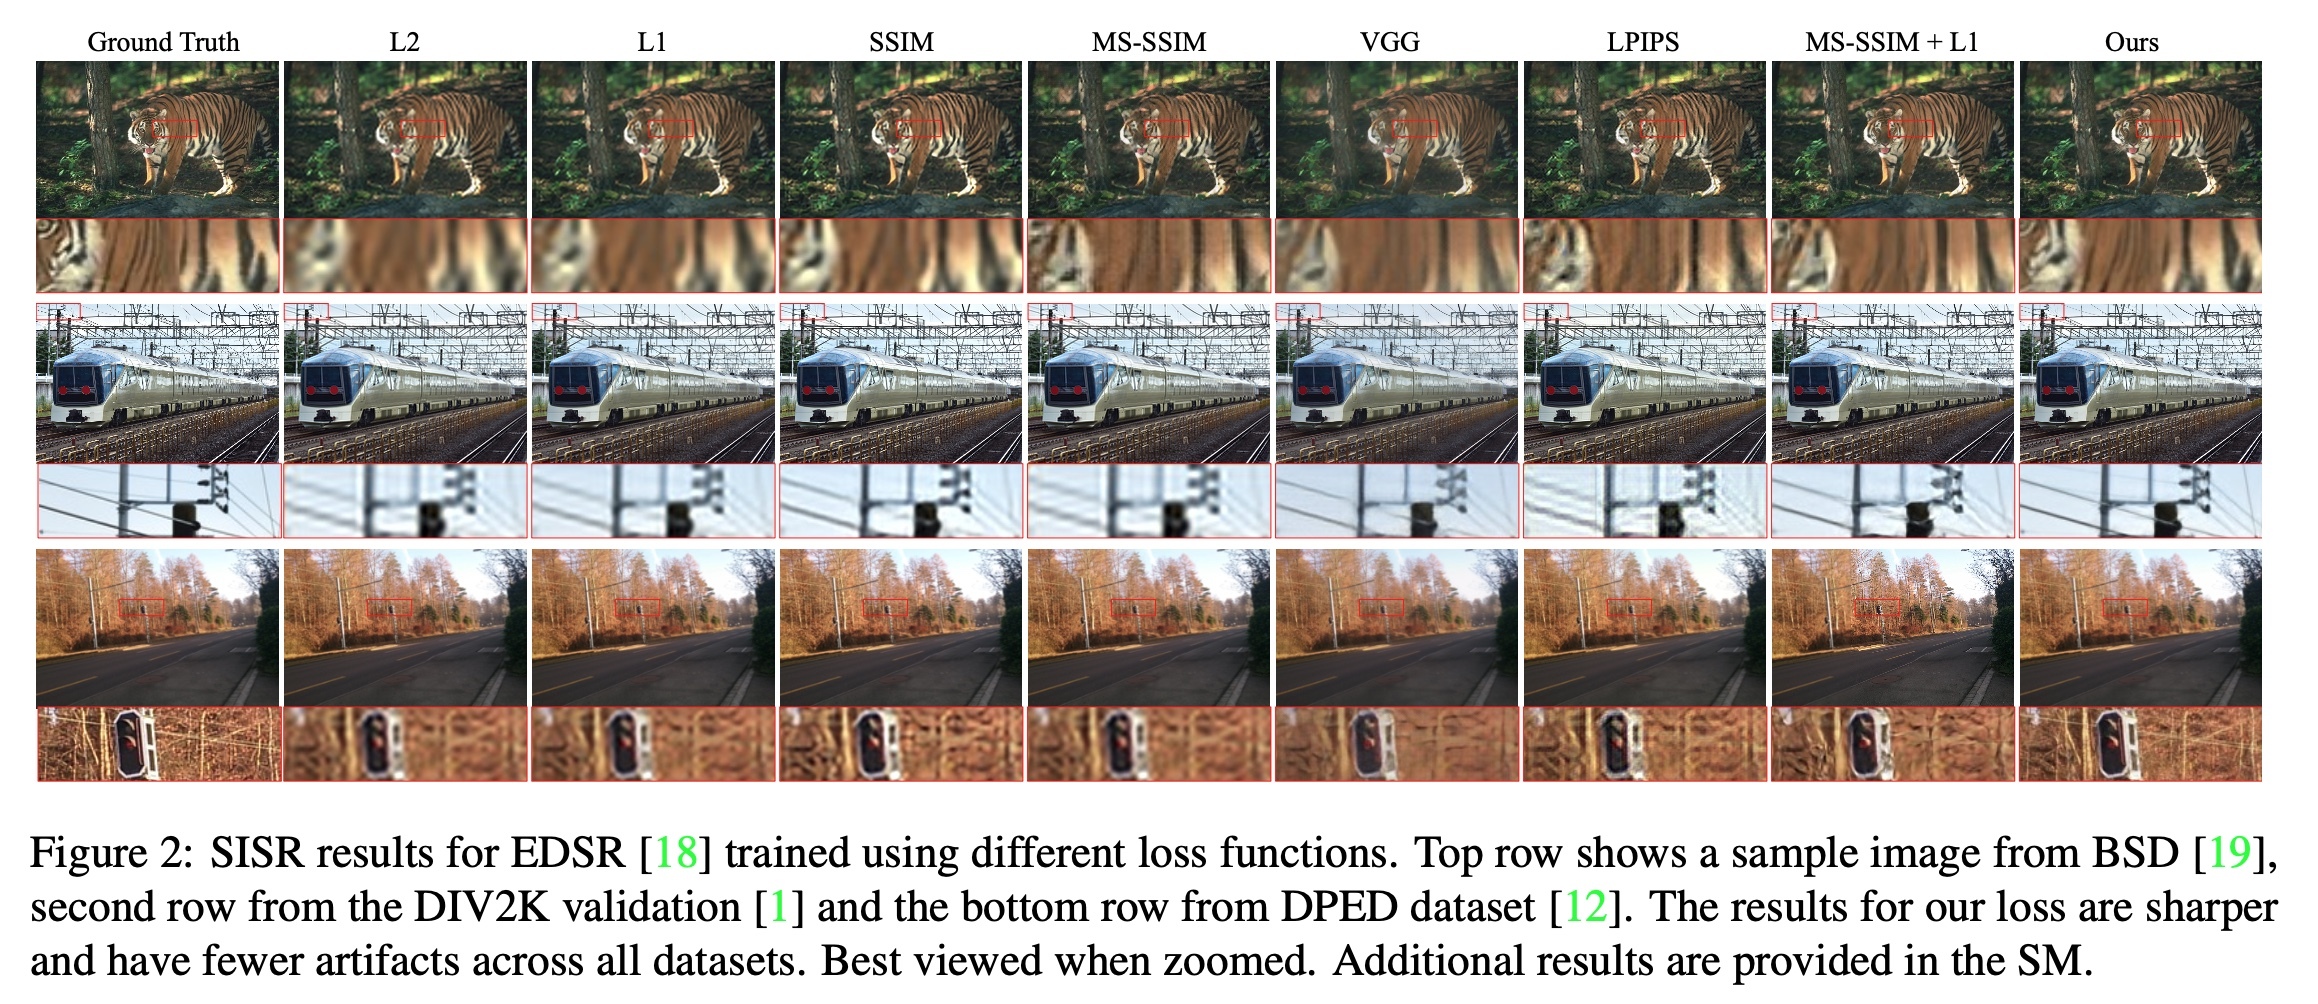 Ground Truth L2 L1 SSIM MS-SSIM VGG LPIPS MS-SSIM + L1 Ours
Figure 2: SISR results for EDSR [18] trained using different loss functions. Top row shows a sample image from BSD [19],
second row from the DIV2K validation [1] and the bottom row from DPED dataset [12]. The results for our loss are sharper
and have fewer artifacts across all datasets. Best viewed when zoomed. Additional results are provided in the SM.